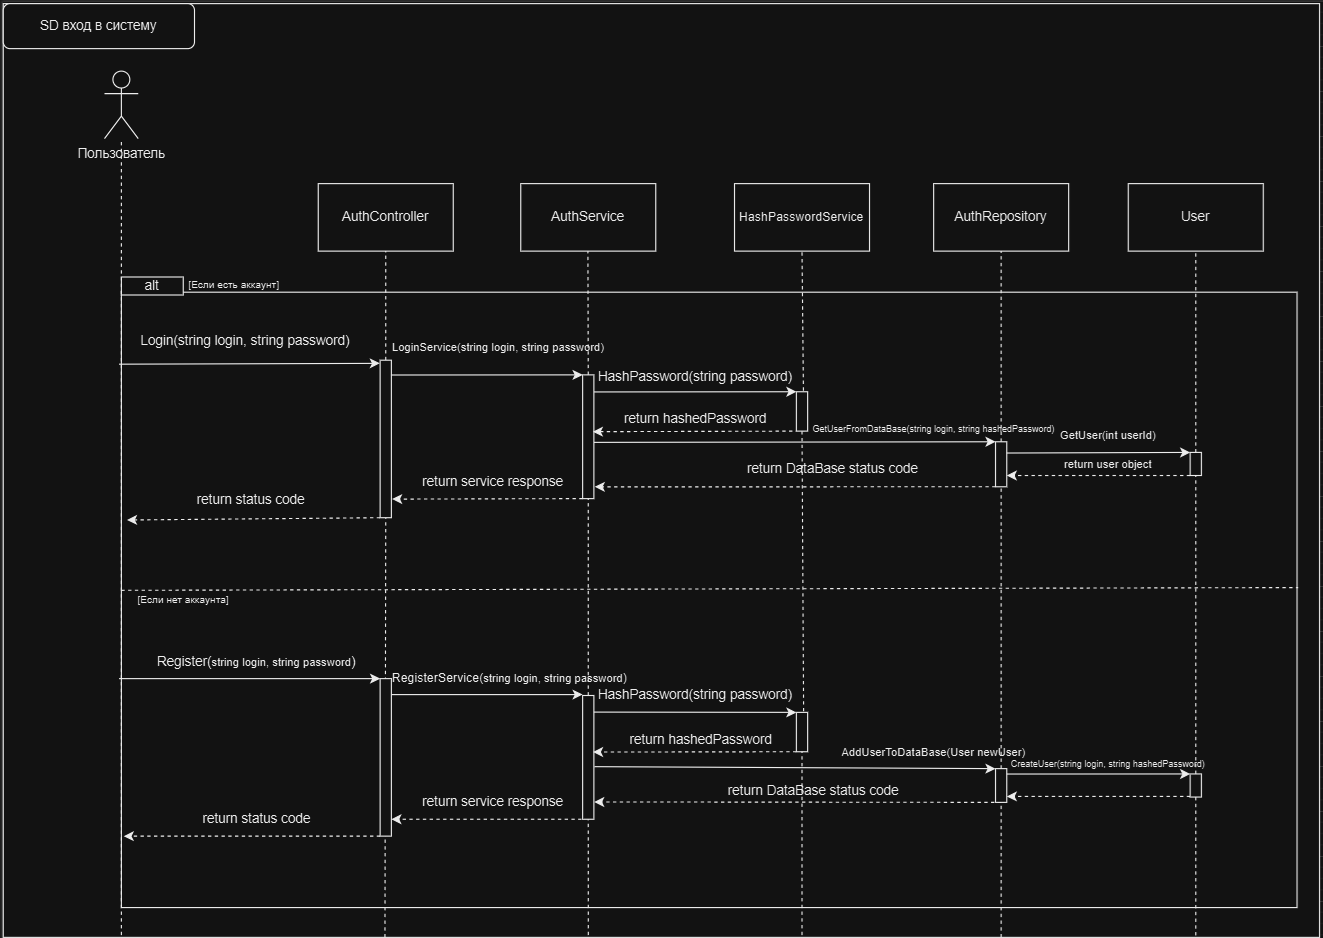 SD вход в систему
Пользователь
AuthController
AuthService
HashPasswordService
AuthRepository
User
alt
[Если есть аккаунт]
Login(string login, string password)
LoginService(string login, string password)
HashPassword(string password)
return hashedPassword
GetUserFromDataBase(string login, string hashedPassword)
GetUser(int userId)
return user object
return DataBase status code
return service response
return status code
[Если нет аккаунта]
Register(string login, string password)
RegisterService(string login, string password)
HashPassword(string password)
return hashedPassword
AddUserToDataBase(User newUser)
CreateUser(string login, string hashedPassword)
return DataBase status code
return service response
return status code